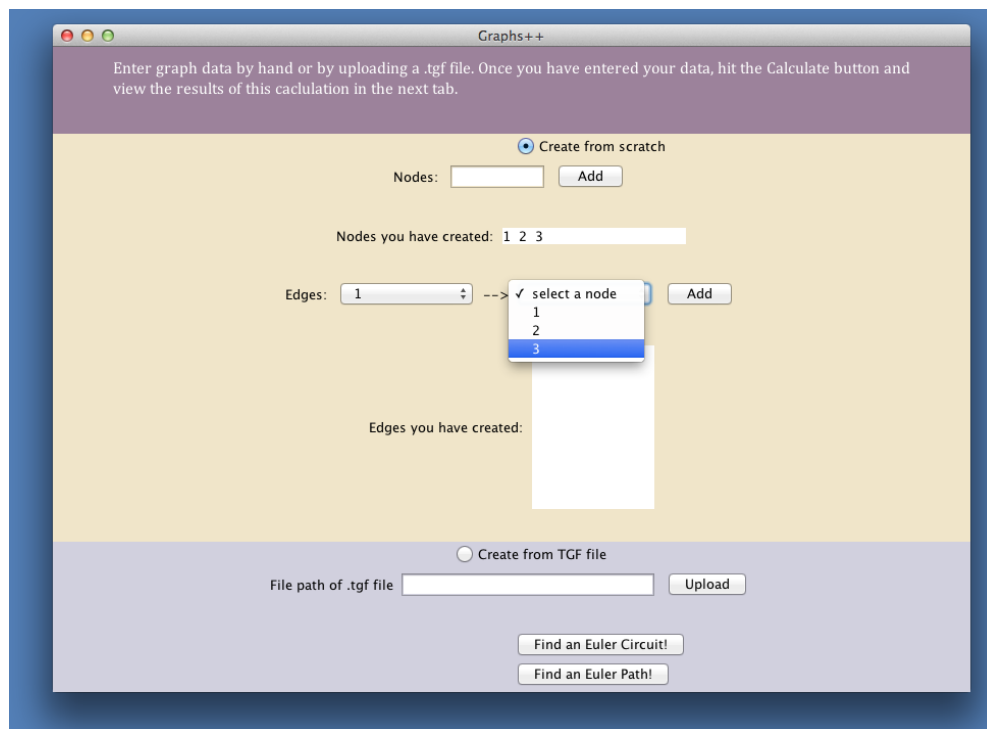 Graphs++
Enter graph data by hand or by uploading a .tgf file. Once you have entered your data, hit the Calculate button and
view the results of this caclulation in the next tab.
Create from scratch
Nodes: Add
Nodes you have created: 1 2 3
Edges: 1 --> ✓ select a node Add
1
2
3
Edges you have created:
Create from TGF file
File path of .tgf file Upload
Find an Euler Circuit!
Find an Euler Path!